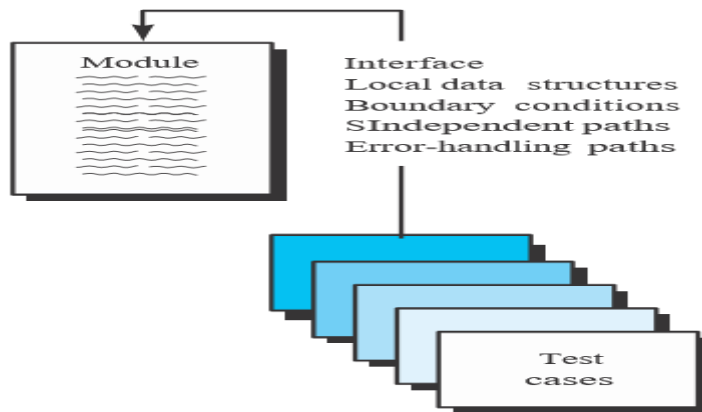 Module
Interface
Local data structures
Boundary conditions
SIndependent paths
Error-handling paths
Test
cases